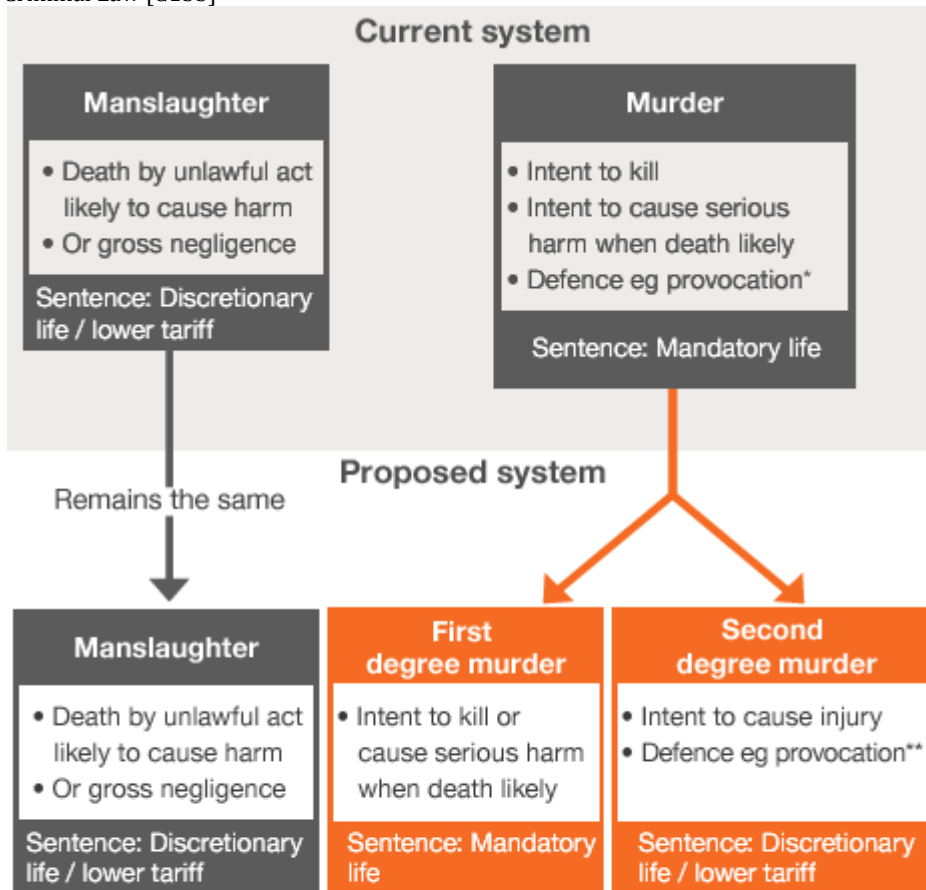 Criminal Law [G153]
Current system
Manslaughter
• Death by unlawful act
likely to cause harm
• Or gross negligence
Sentence: Discretionary
life / lower tariff
Murder
• Intent to kill
• Intent to cause serious
harm when death likely
• Defence eg provocation*
Sentence: Mandatory life
Proposed system
Remains the same
Manslaughter
• Death by unlawful act
likely to cause harm
• Or gross negligence
Sentence: Discretionary
life / lower tariff
First
degree murder
• Intent to kill or
cause serious harm
when death likely
Sentence: Mandatory
life
Second
degree murder
• Intent to cause injury
• Defence eg provocation**
Sentence: Discretionary
life / lower tariff